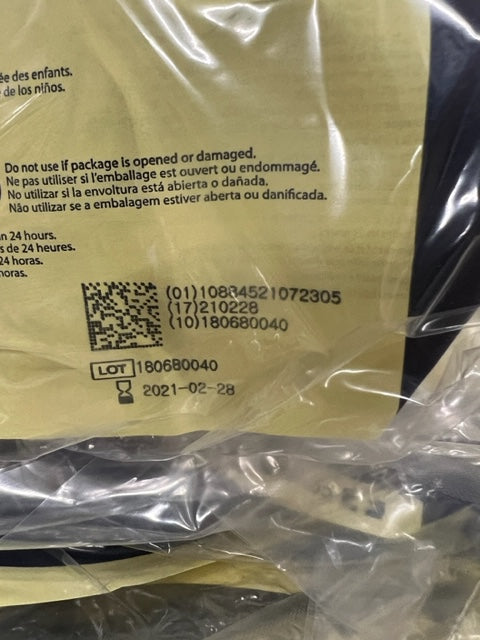 ée des enfants.
de los niños.
Do not use if package is opened or damaged.
Ne pas utiliser si l'emballage est ouvert ou endommagé.
No utilizar si la envoltura está abierta o dañada.
Não utilizar se a embalagem estiver aberta ou danificada.
n 24 hours.
s de 24 heures.
24 horas.
horas.
(01)10884521072305
(17)210228
(10)180680040
LOT 180680040
2021-02-28